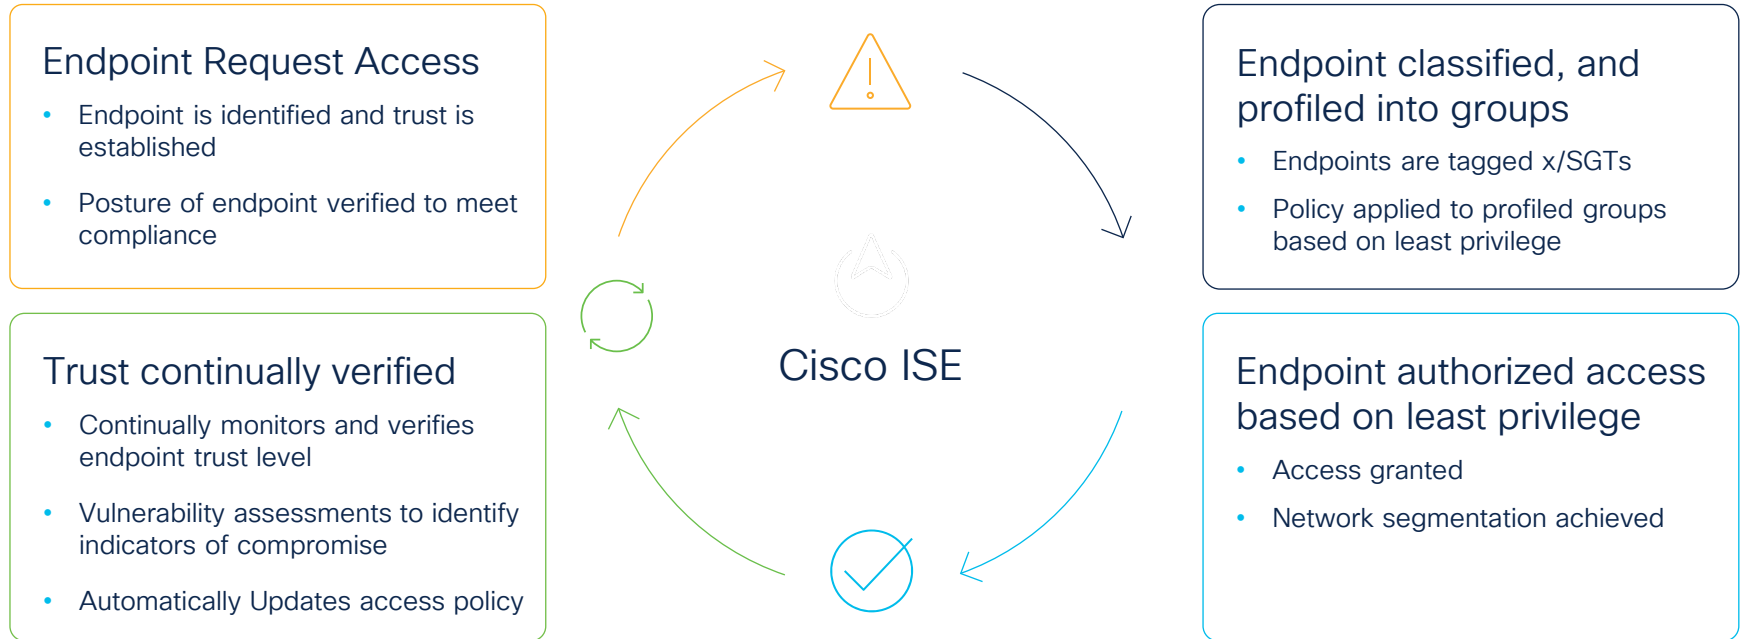 Endpoint Request Access
• Endpoint is identified and trust is
established
• Posture of endpoint verified to meet
compliance
Endpoint classified, and
profiled into groups
• Endpoints are tagged x/SGTs
• Policy applied to profiled groups
based on least privilege
Cisco ISE
Trust continually verified
• Continually monitors and verifies
endpoint trust level
• Vulnerability assessments to identify
indicators of compromise
• Automatically Updates access policy
Endpoint authorized access
based on least privilege
• Access granted
• Network segmentation achieved